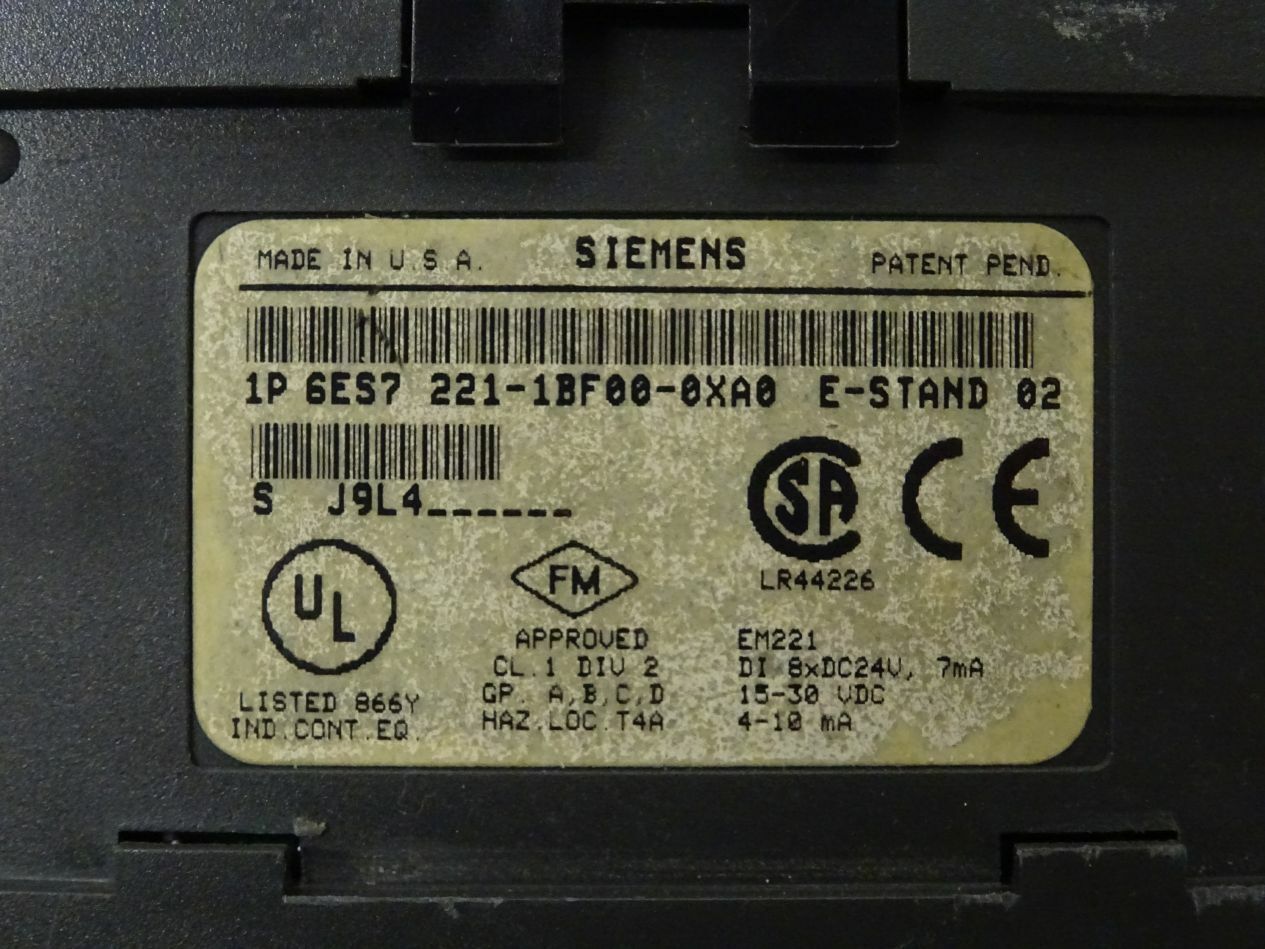 MADE IN U.S.A. SIEMENS PATENT PEND.
1P 6ES7 221-1BF00-0XA0 E-STAND 02
S J9L4______
SA CE
LR44226
UL
FM
LISTED 866Y
IND.CONT.EQ.
APPROVED
CL.1 DIV 2
GP. A,B,C,D
HAZ.LOC.T4A
EM221
DI 8xDC24V, 7mA
15-30 VDC
4-10 mA